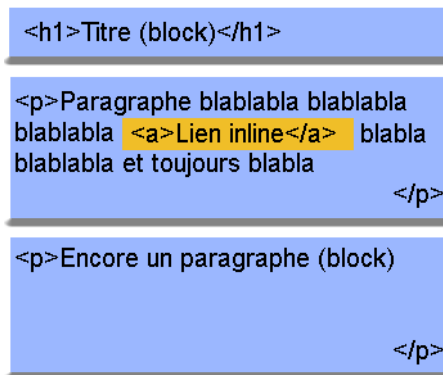 <h1>Titre (block)</h1>
<p>Paragraphe blablabla blablabla
blablabla <a>Lien inline</a> blabla
blablabla et toujours blabla
</p>
<p>Encore un paragraphe (block)
</p>